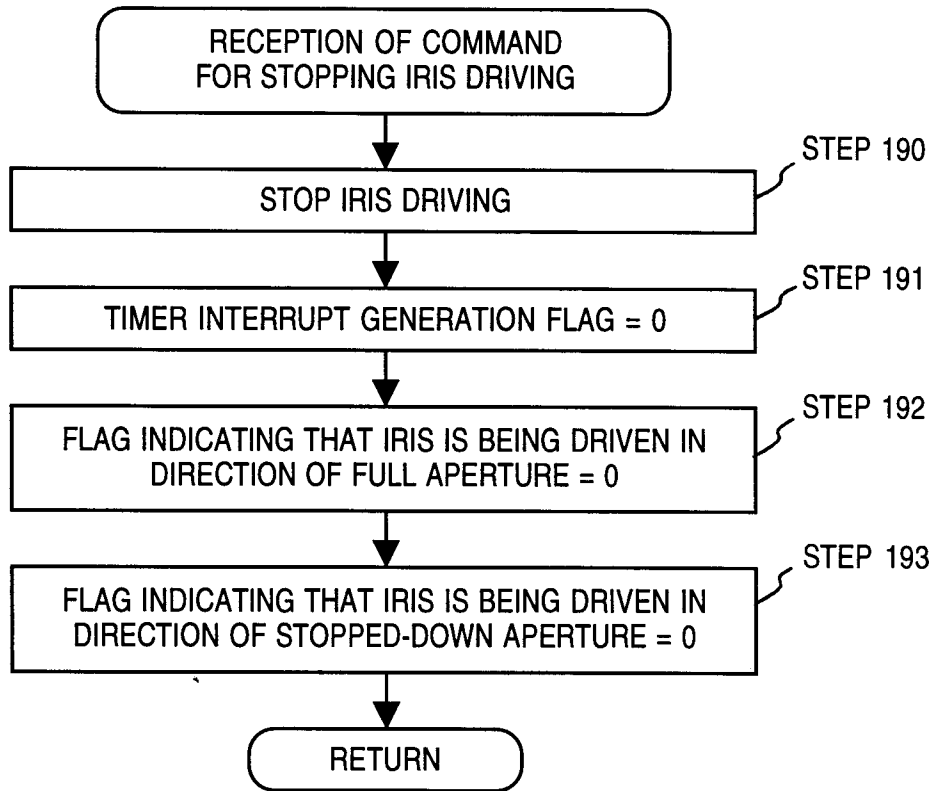 RECEPTION OF COMMAND
FOR STOPPING IRIS DRIVING
STEP 190
STOP IRIS DRIVING
STEP 191
TIMER INTERRUPT GENERATION FLAG = 0
STEP 192
FLAG INDICATING THAT IRIS IS BEING DRIVEN IN
DIRECTION OF FULL APERTURE = 0
STEP 193
FLAG INDICATING THAT IRIS IS BEING DRIVEN IN
DIRECTION OF STOPPED-DOWN APERTURE = 0
RETURN